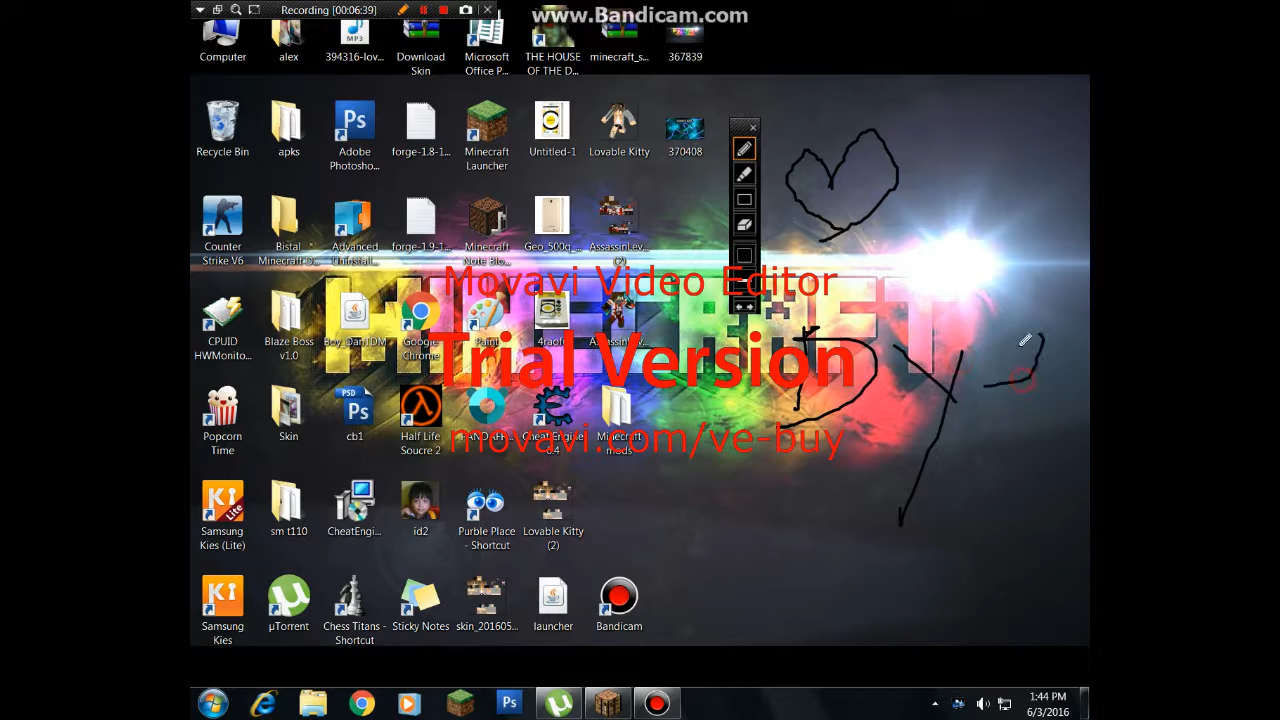 Recording [00:06:39]
www.Bandicam.com
Computer
alex
394316-lov...
Download Skin
Microsoft Office P...
THE HOUSE OF THE D...
minecraft_s...
367839
Recycle Bin
apks
Adobe Photosho...
forge-1.8-1...
Minecraft Launcher
Untitled-1
Lovable Kitty
370408
Counter Strike V6
Bistal Minecraft D...
Advanced Uninstall...
forge-1.9-1...
Minecraft Note Blo...
Geo_500q_...
AssassinLev... (2)
Movavi Video Editor
CPUID HWMonito...
Blaze Boss v1.0
Boy_DanTDM
Google Chrome
Paint
AssassinLev...
Trial Version
By
Popcorn Time
Skin
cb1
Half Life Soucre 2
Cheat Engine 6.4
Minecraft mods
movavi.com/ve-buy
Samsung Kies (Lite)
sm t110
CheatEngi...
id2
Purble Place - Shortcut
Lovable Kitty (2)
Samsung Kies
µTorrent
Chess Titans - Shortcut
Sticky Notes
skin_201605...
launcher
Bandicam
1:44 PM
6/3/2016